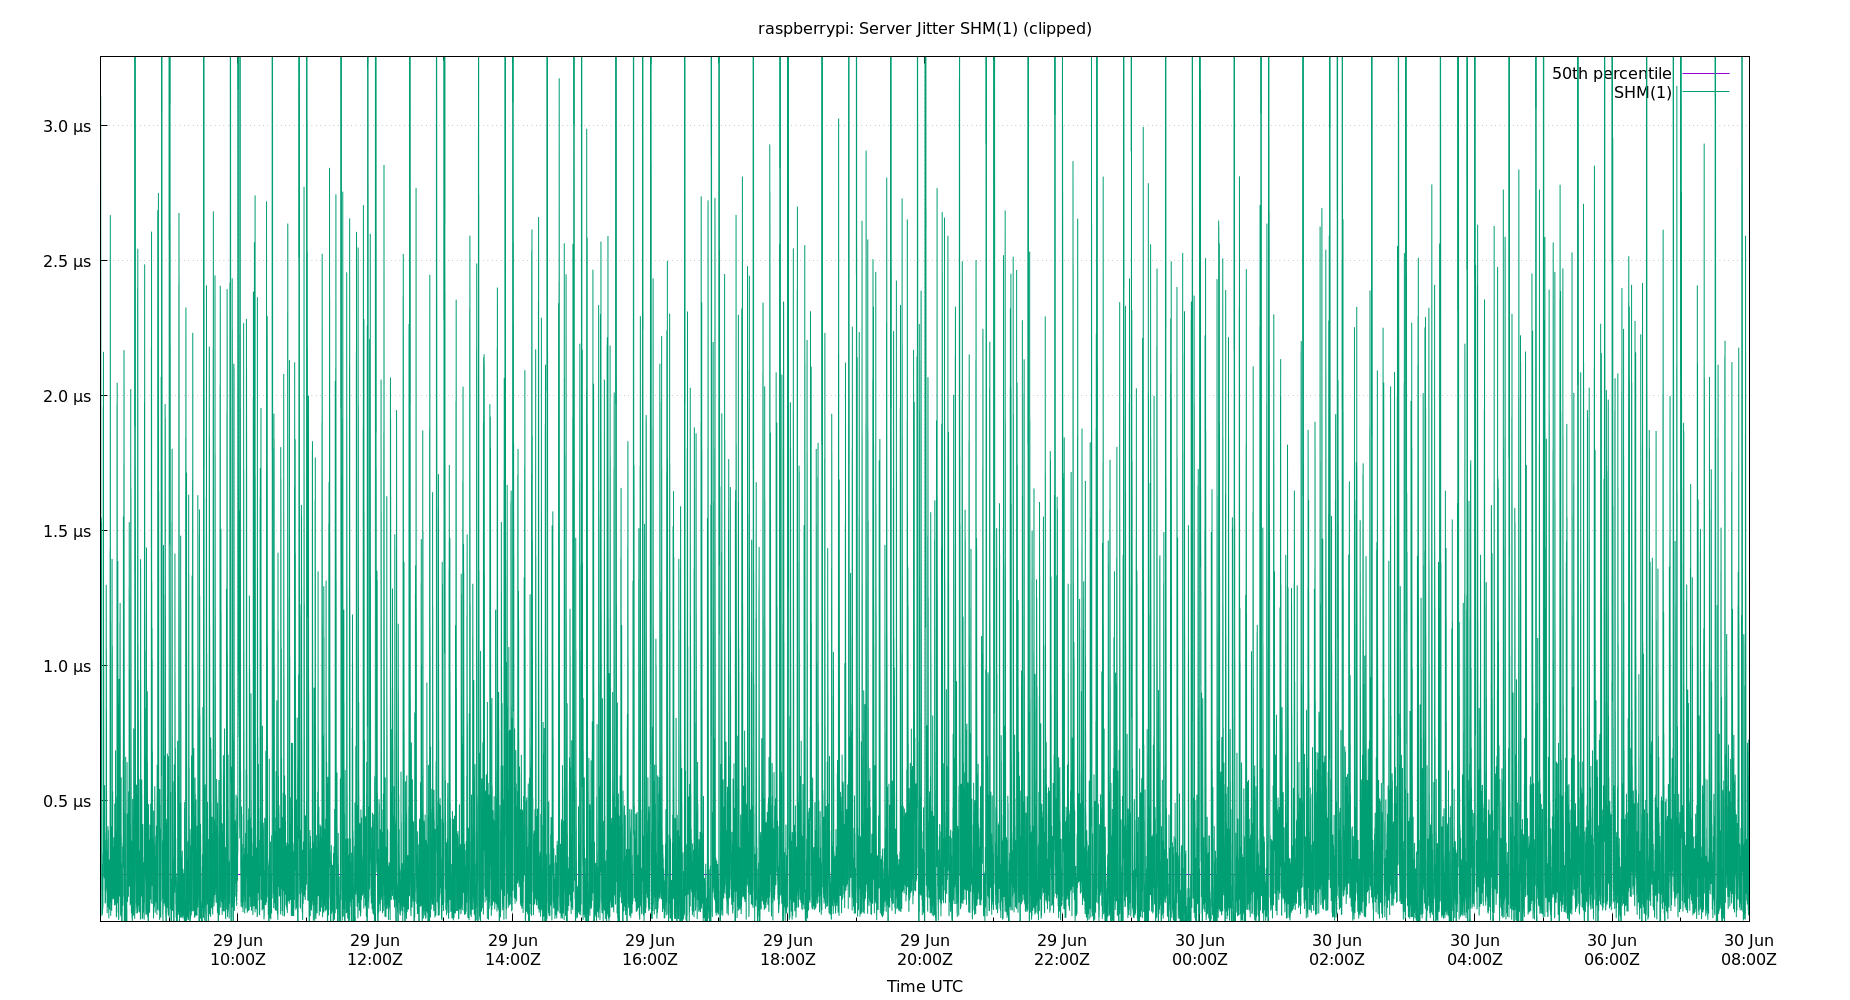 raspberrypi: Server Jitter SHM(1) (clipped)
50th percentile
SHM(1)
3.0 μs
2.5 μs
2.0 μs
1.5 μs
1.0 μs
0.5 μs
29 Jun 29 Jun 29 Jun 29 Jun 29 Jun 29 Jun 29 Jun 30 Jun 30 Jun 30 Jun 30 Jun 30 Jun
10:00Z 12:00Z 14:00Z 16:00Z 18:00Z 20:00Z 22:00Z 00:00Z 02:00Z 04:00Z 06:00Z 08:00Z
Time UTC